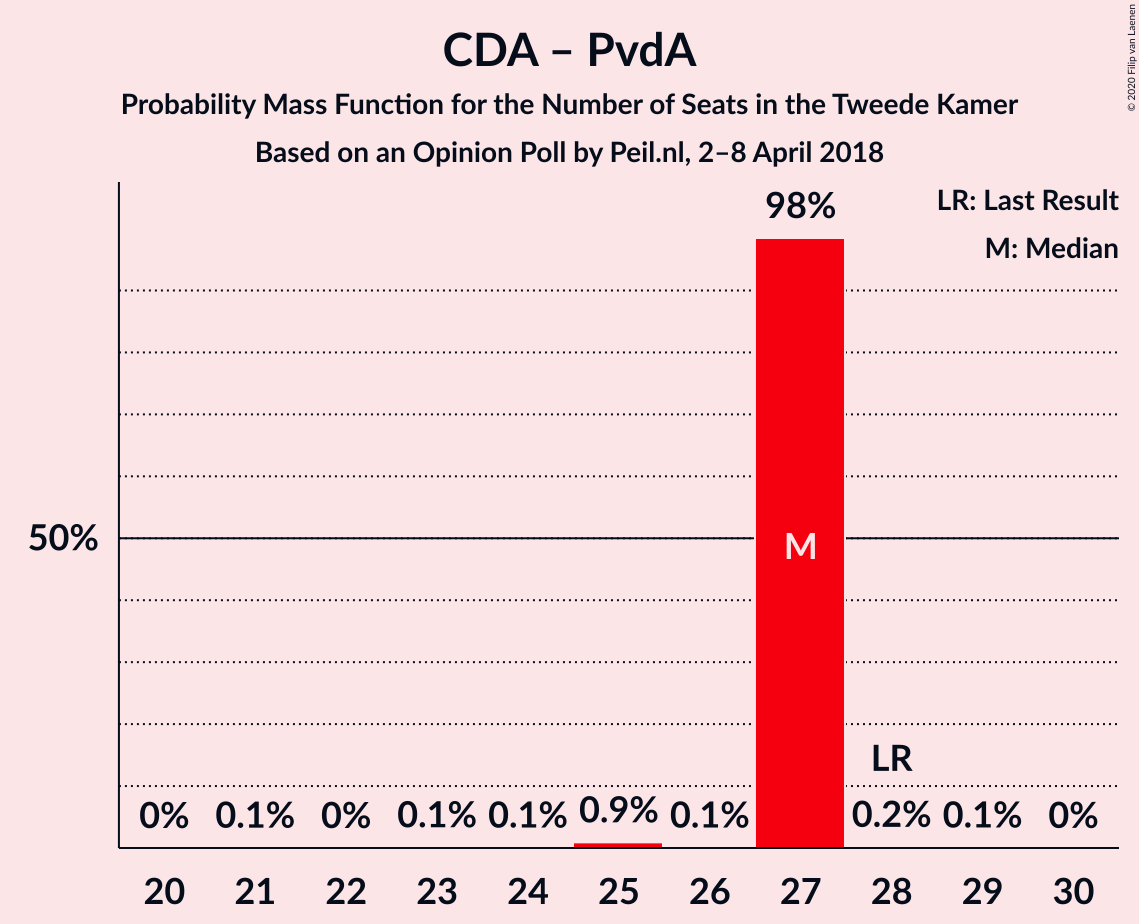 CDA – PvdA
Probability Mass Function for the Number of Seats in the Tweede Kamer
Based on an Opinion Poll by Peil.nl, 2–8 April 2018
© 2020 Filip van Laenen
LR: Last Result
M: Median
98%
50%
M
LR
0% 0.1% 0% 0.1% 0.1% 0.9% 0.1% 0.2% 0.1% 0%
20 21 22 23 24 25 26 27 28 29 30